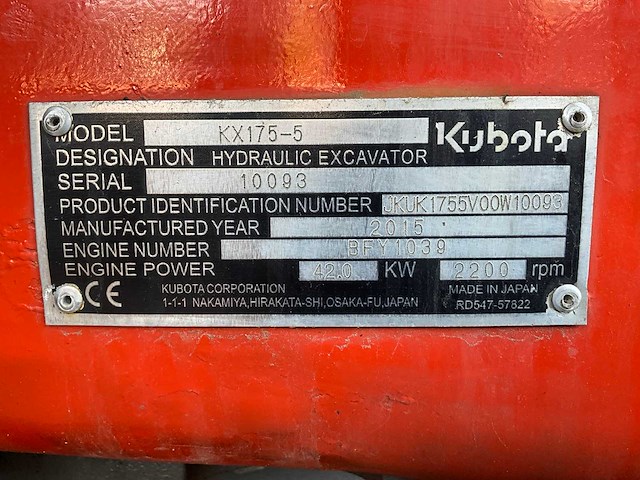 MODEL KX175-5 Kubota
DESIGNATION HYDRAULIC EXCAVATOR
SERIAL 10093
PRODUCT IDENTIFICATION NUMBER JKUK1755V00W10093
MANUFACTURED YEAR 2015
ENGINE NUMBER BFY1039
ENGINE POWER 42.0 KW 2200 rpm
CE KUBOTA CORPORATION MADE IN JAPAN
1-1-1 NAKAMIYA,HIRAKATA-SHI,OSAKA-FU,JAPAN RD547-57822